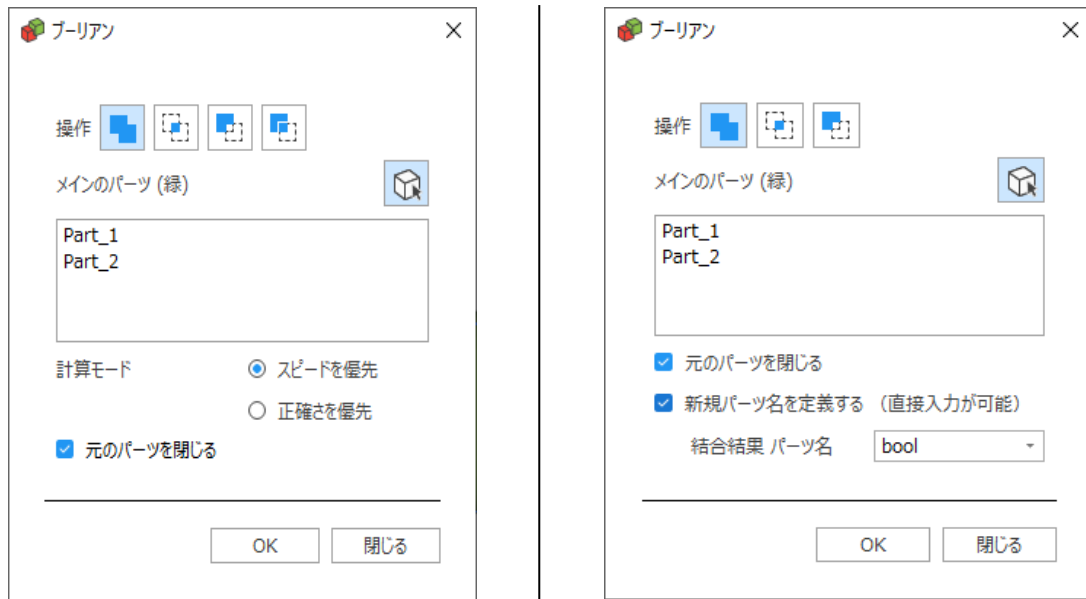 ブーリアン
操作
メインのパーツ (緑)
Part_1
Part_2
計算モード
スピードを優先
正確さを優先
元のパーツを閉じる
OK
閉じる
ブーリアン
操作
メインのパーツ (緑)
Part_1
Part_2
元のパーツを閉じる
新規パーツ名を定義する （直接入力が可能）
結合結果 パーツ名
bool
OK
閉じる